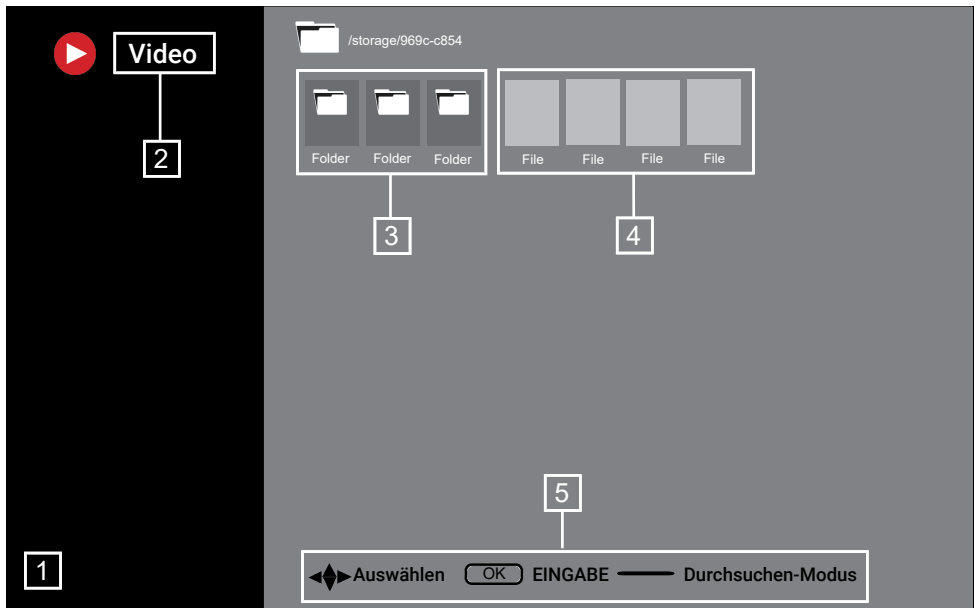 Video
2
/storage/969c-c854
Folder Folder Folder File File File File
3 4
5
1
Auswählen OK EINGABE Durchsuchen-Modus